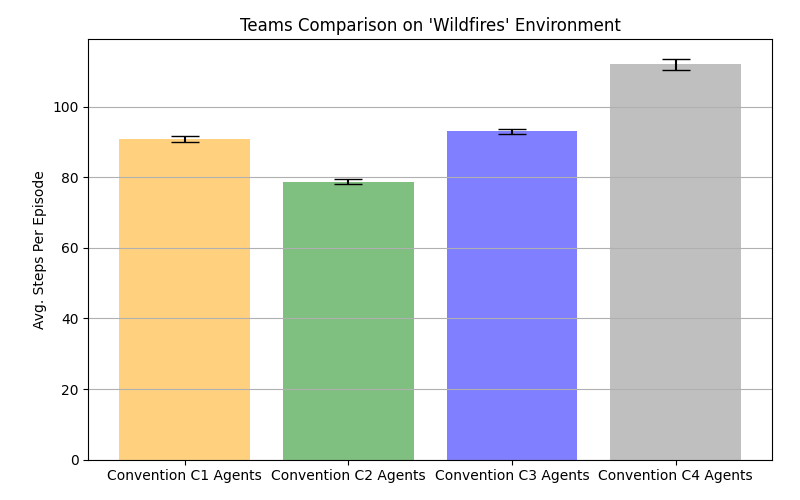 Teams Comparison on 'Wildfires' Environment
Avg. Steps Per Episode
100
80
60
40
20
0
Convention C1 Agents Convention C2 Agents Convention C3 Agents Convention C4 Agents